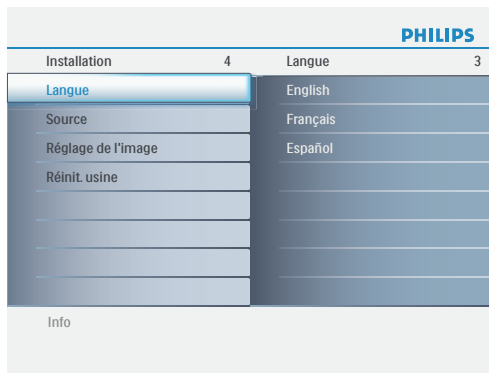 PHILIPS
Installation 4
Langue 3
Langue
English
Source
Français
Réglage de l'image
Español
Réinit. usine
Info